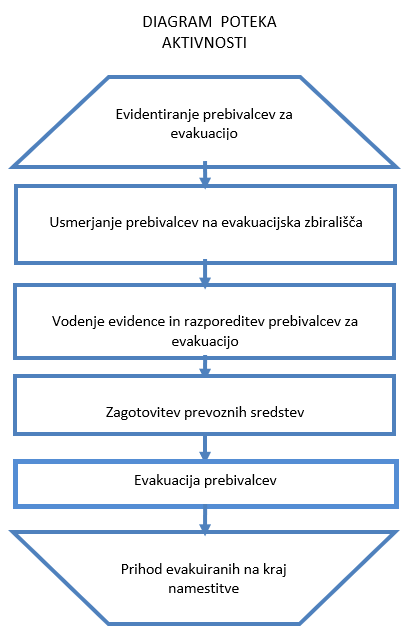 DIAGRAM POTEKA
AKTIVNOSTI
Evidentiranje prebivalcev za
evakuacijo
Usmerjanje prebivalcev na evakuacijska zbirališča
Vodenje evidence in razporeditev prebivalcev za
evakuacijo
Zagotovitev prevoznih sredstev
Evakuacija prebivalcev
Prihod evakuiranih na kraj
namestitve